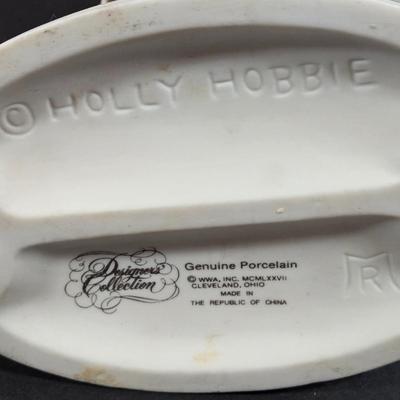 © HOLLY HOBBIE
Designers Collection
Genuine Porcelain
© WWA, INC. MCMLXXVII
CLEVELAND, OHIO
MADE IN
THE REPUBLIC OF CHINA
R